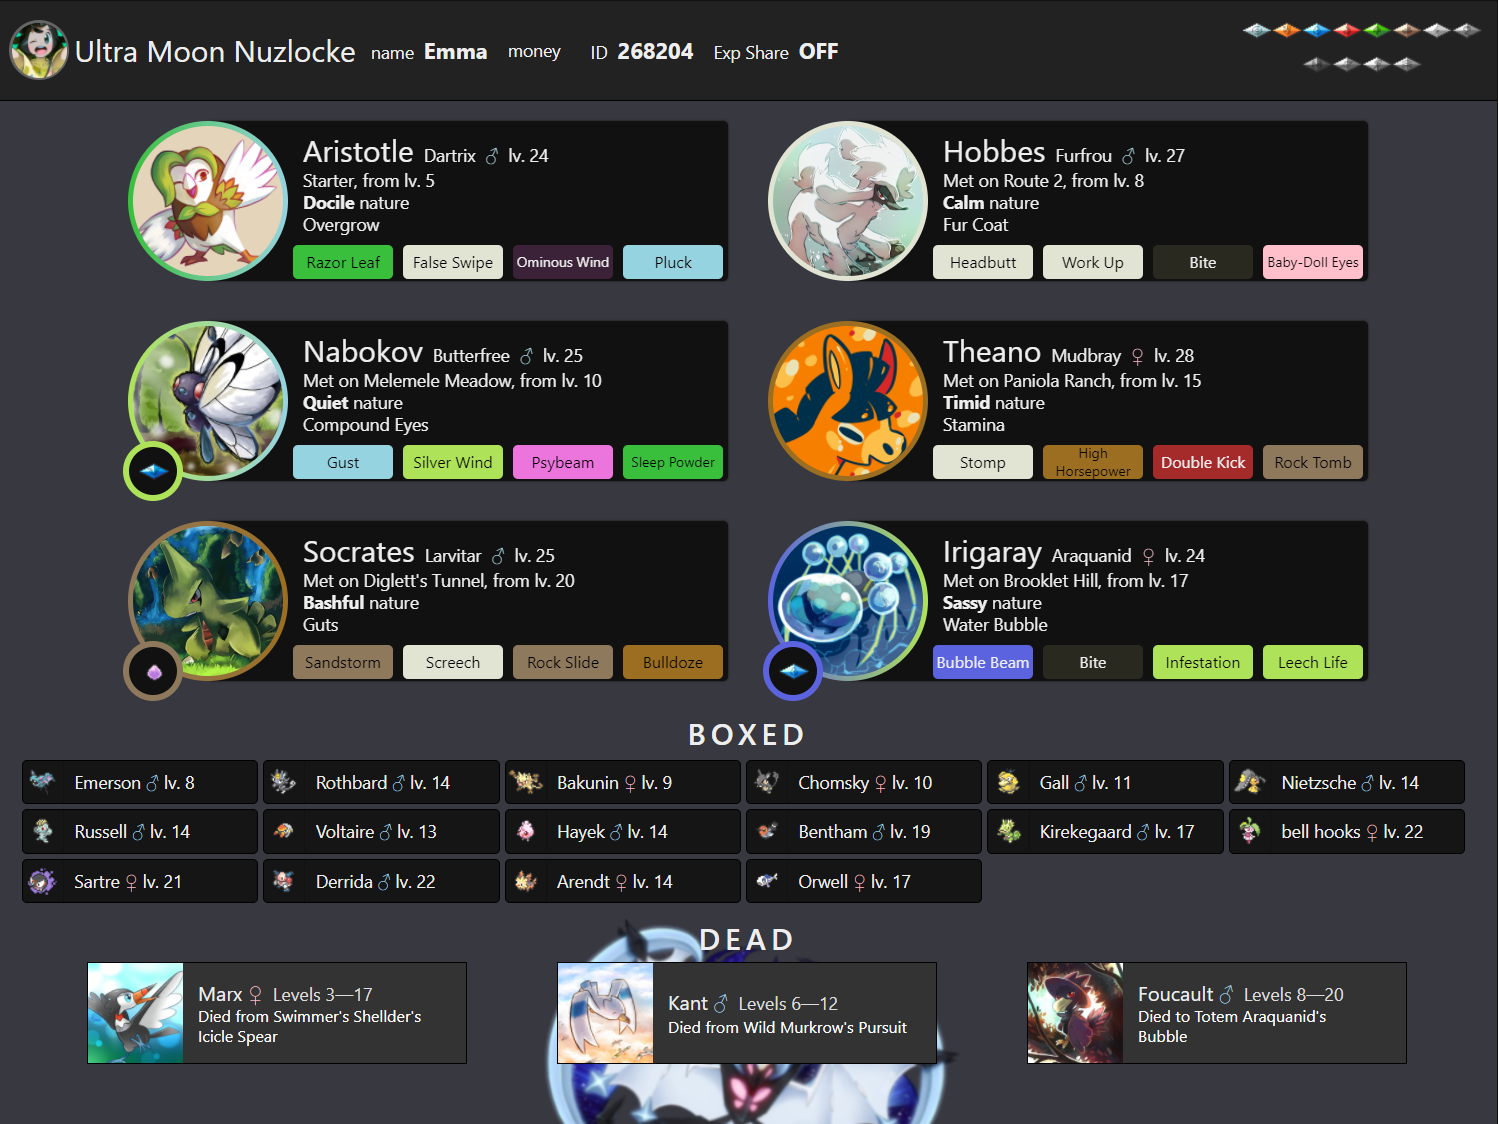 Ultra Moon Nuzlocke name Emma money ID 268204 Exp Share OFF
Aristotle Dartrix ♂ lv. 24
Starter, from lv. 5
Docile nature
Overgrow
Razor Leaf False Swipe Ominous Wind Pluck
Hobbes Furfrou ♂ lv. 27
Met on Route 2, from lv. 8
Calm nature
Fur Coat
Headbutt Work Up Bite Baby-Doll Eyes
Nabokov Butterfree ♂ lv. 25
Met on Melemele Meadow, from lv. 10
Quiet nature
Compound Eyes
Gust Silver Wind Psybeam Sleep Powder
Theano Mudbray ♀ lv. 28
Met on Paniola Ranch, from lv. 15
Timid nature
Stamina
Stomp High Horsepower Double Kick Rock Tomb
Socrates Larvitar ♂ lv. 25
Met on Diglett's Tunnel, from lv. 20
Bashful nature
Guts
Sandstorm Screech Rock Slide Bulldoze
Irigaray Araquanid ♀ lv. 24
Met on Brooklet Hill, from lv. 17
Sassy nature
Water Bubble
Bubble Beam Bite Infestation Leech Life
BOXED
Emerson ♂ lv. 8 Rothbard ♂ lv. 14 Bakunin ♀ lv. 9 Chomsky ♀ lv. 10 Gall ♂ lv. 11 Nietzsche ♂ lv. 14
Russell ♂ lv. 14 Voltaire ♂ lv. 13 Hayek ♂ lv. 14 Bentham ♂ lv. 19 Kirekegaard ♂ lv. 17 bell hooks ♀ lv. 22
Sartre ♀ lv. 21 Derrida ♂ lv. 22 Arendt ♀ lv. 14 Orwell ♀ lv. 17
DEAD
Marx ♀ Levels 3—17
Died from Swimmer's Shellder's
Icicle Spear
Kant ♂ Levels 6—12
Died from Wild Murkrow's Pursuit
Foucault ♂ Levels 8—20
Died to Totem Araquanid's
Bubble